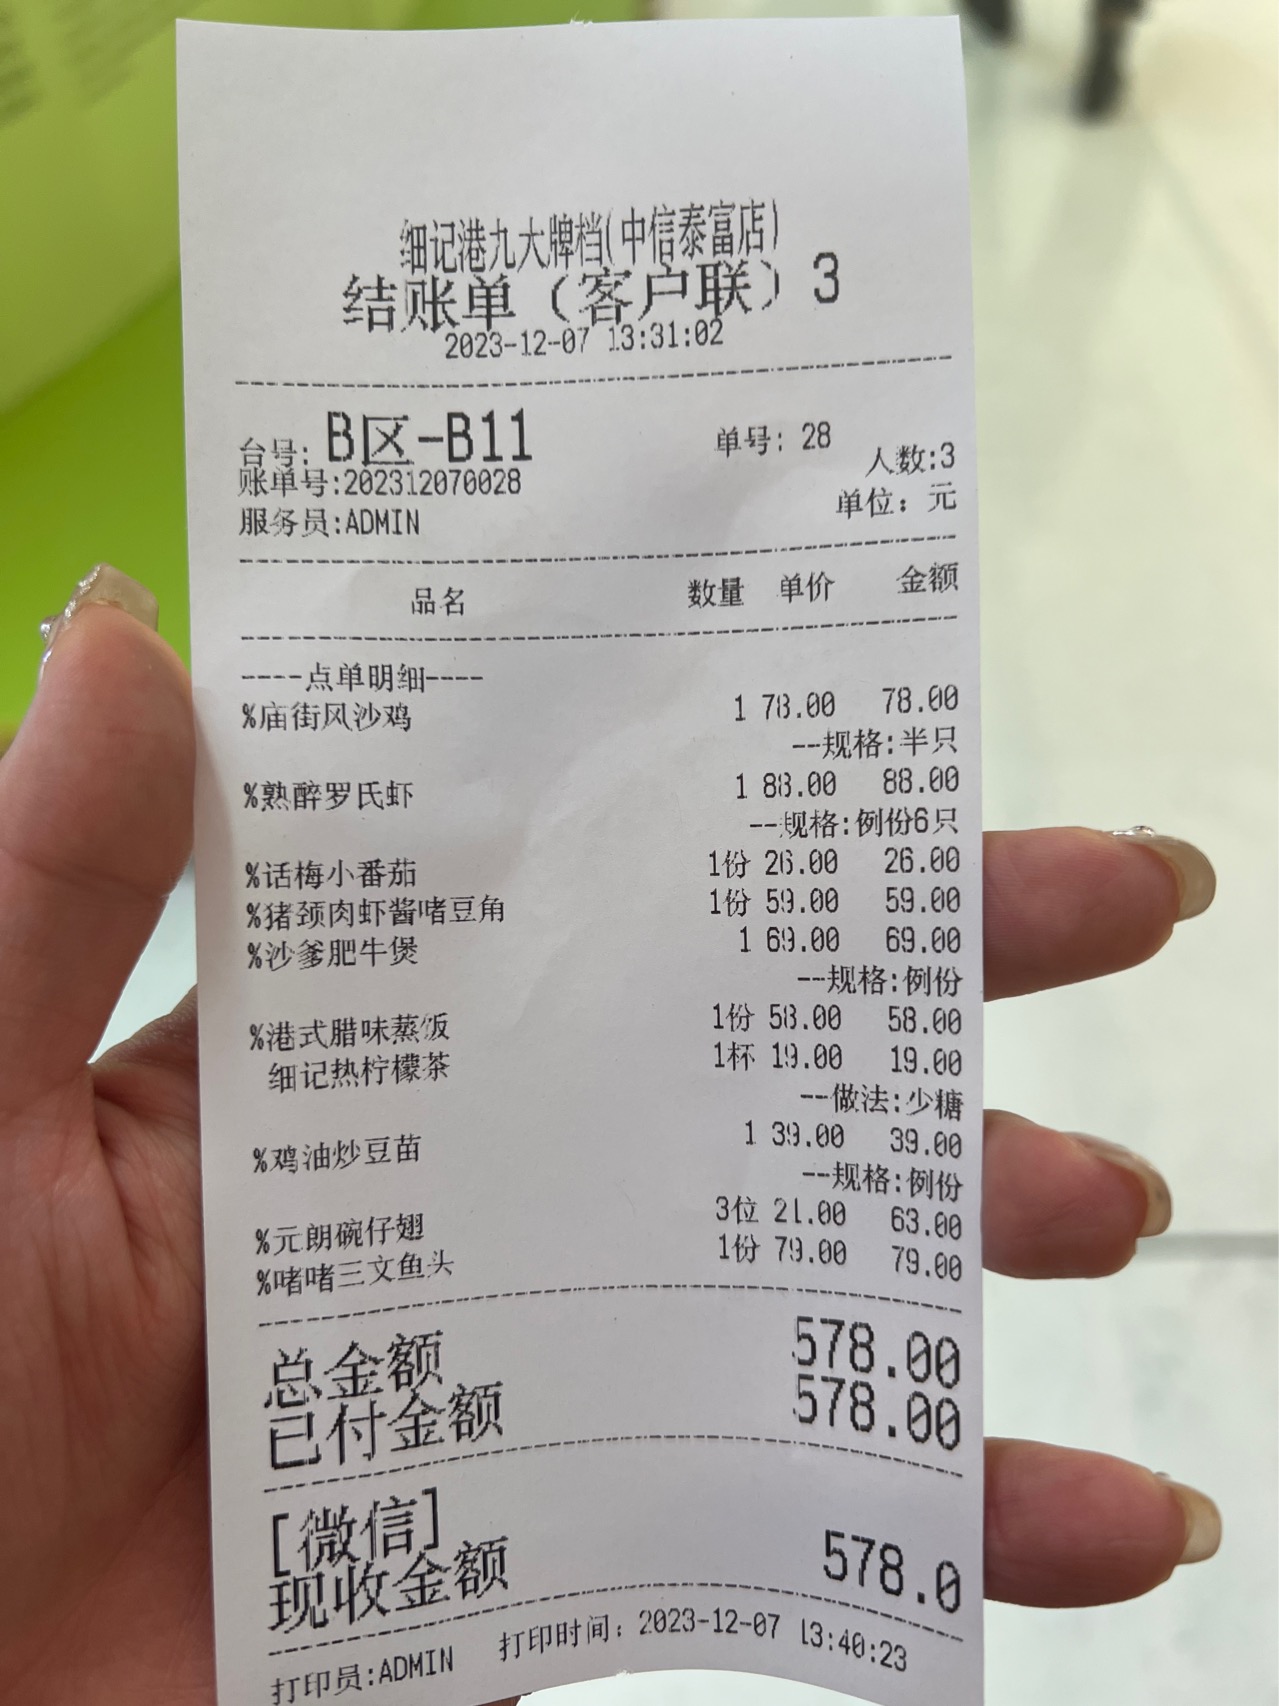 细记港九大牌档(中信泰富店)
结账单（客户联）3
2023-12-07 13:31:02
台号: B区-B11 单号: 28
账单号:202312070028 人数:3
服务员:ADMIN 单位: 元
品名 数量 单价 金额
----点单明细----
%庙街风沙鸡 1 78.00 78.00
--规格:半只
%熟醉罗氏虾 1 88.00 88.00
--规格:例份6只
%话梅小番茄 1份 26.00 26.00
%猪颈肉虾酱啫豆角 1份 59.00 59.00
%沙爹肥牛煲 1 69.00 69.00
--规格:例份
%港式腊味蒸饭 1份 58.00 58.00
细记热柠檬茶 1杯 19.00 19.00
--做法:少糖
%鸡油炒豆苗 1 39.00 39.00
--规格:例份
%元朗碗仔翅 3位 21.00 63.00
%啫啫三文鱼头 1份 79.00 79.00
总金额 578.00
已付金额 578.00
[微信]
现收金额 578.0
打印员:ADMIN 打印时间: 2023-12-07 13:40:23